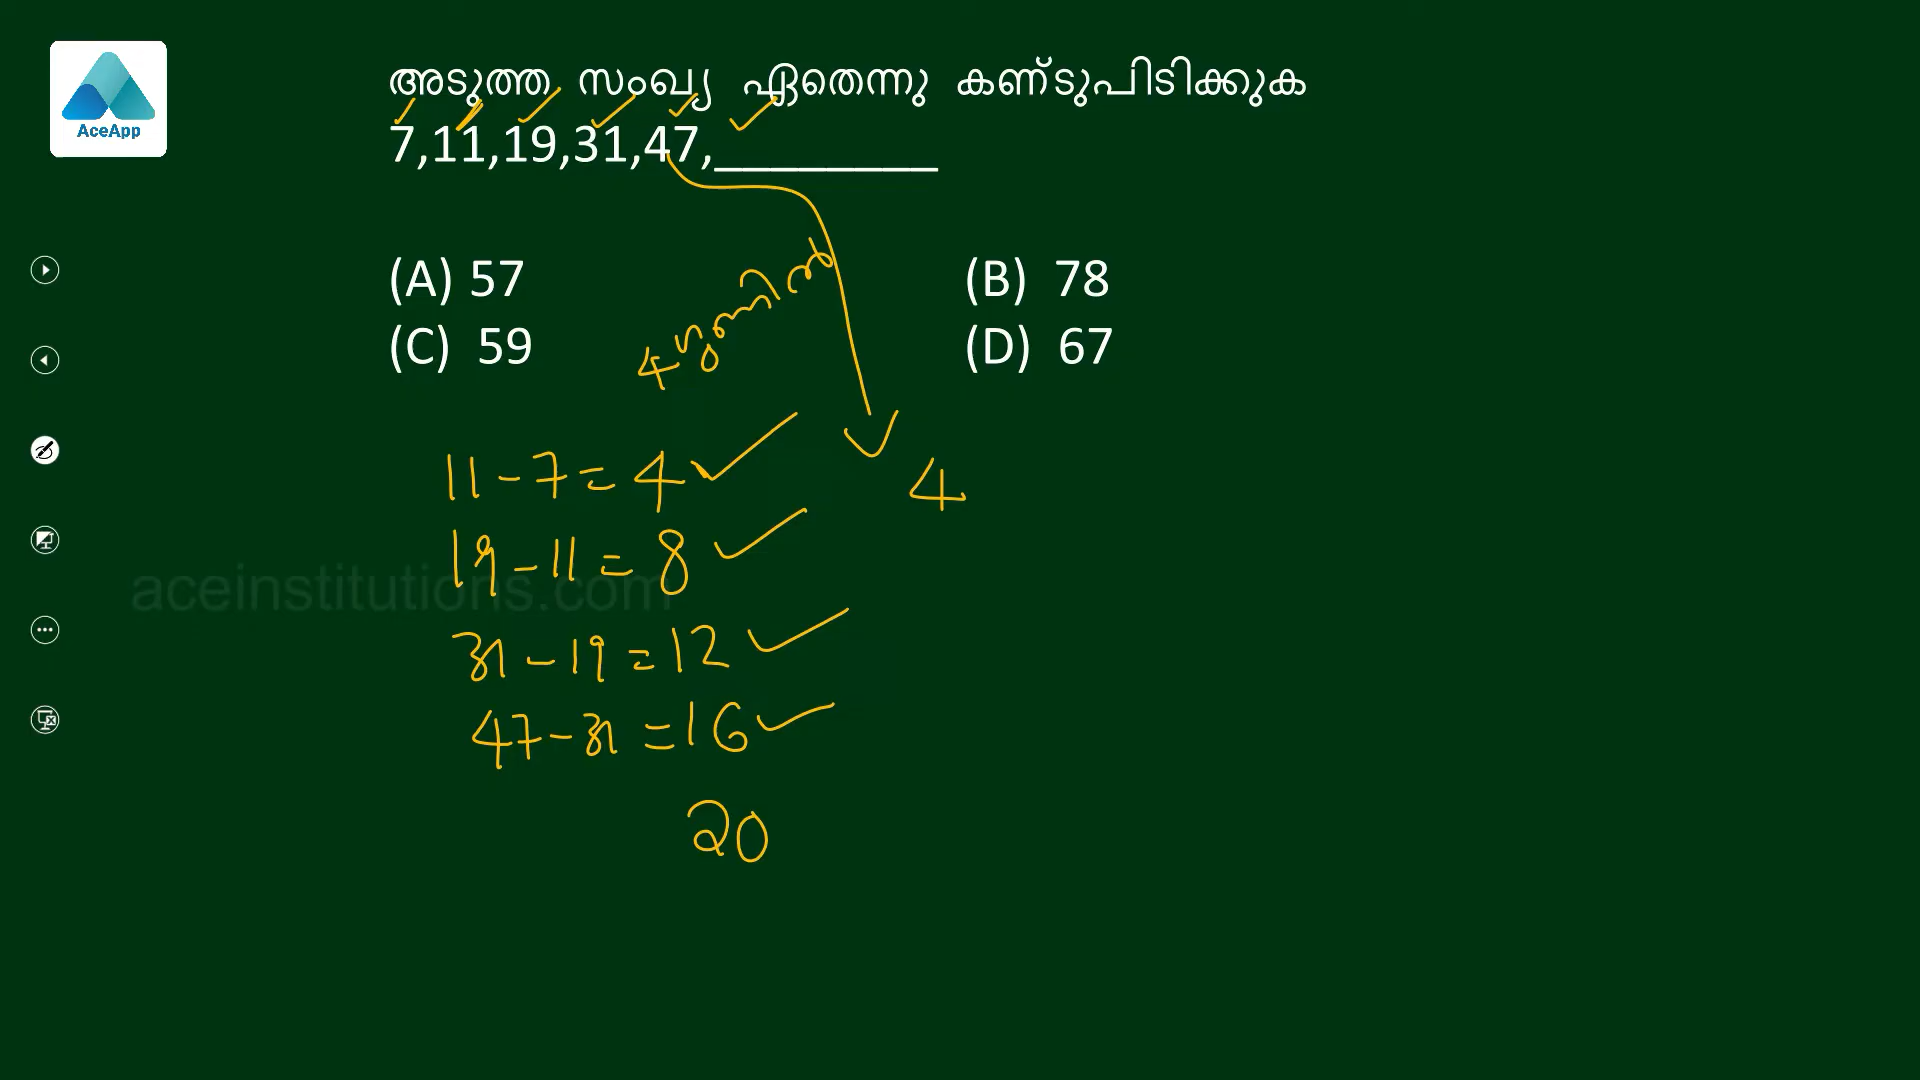 AceApp
അടുത്ത സംഖ്യ ഏതെന്നു കണ്ടുപിടിക്കുക
7,11,19,31,47,________
(A) 57
(B) 78
(C) 59
(D) 67
11-7=4
4
19-11=8
aceinstitutions.com
31-19=12
47-31=16
20